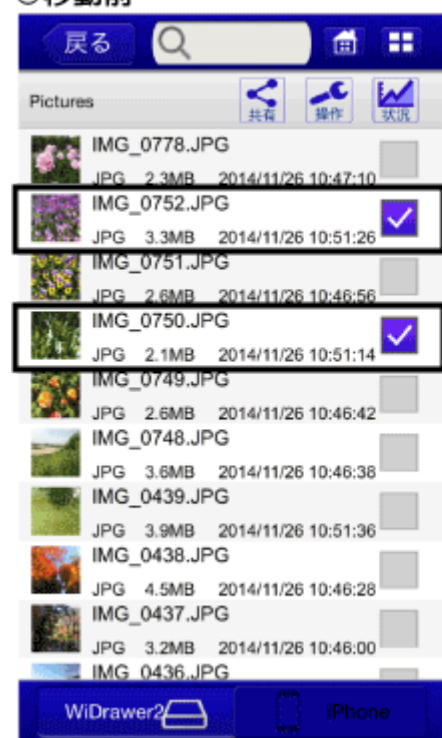 ○移動前
戻る
Pictures
共有 操作 状況
IMG_0778.JPG
JPG 2.3MB 2014/11/26 10:47:10
IMG_0752.JPG
JPG 3.3MB 2014/11/26 10:51:26
IMG_0751.JPG
JPG 2.6MB 2014/11/26 10:46:56
IMG_0750.JPG
JPG 2.1MB 2014/11/26 10:51:14
IMG_0749.JPG
JPG 2.6MB 2014/11/26 10:46:42
IMG_0748.JPG
JPG 3.6MB 2014/11/26 10:46:38
IMG_0439.JPG
JPG 3.9MB 2014/11/26 10:51:36
IMG_0438.JPG
JPG 4.5MB 2014/11/26 10:46:28
IMG_0437.JPG
JPG 3.2MB 2014/11/26 10:46:00
IMG_0436.JPG
WiDrawer2 iPhone